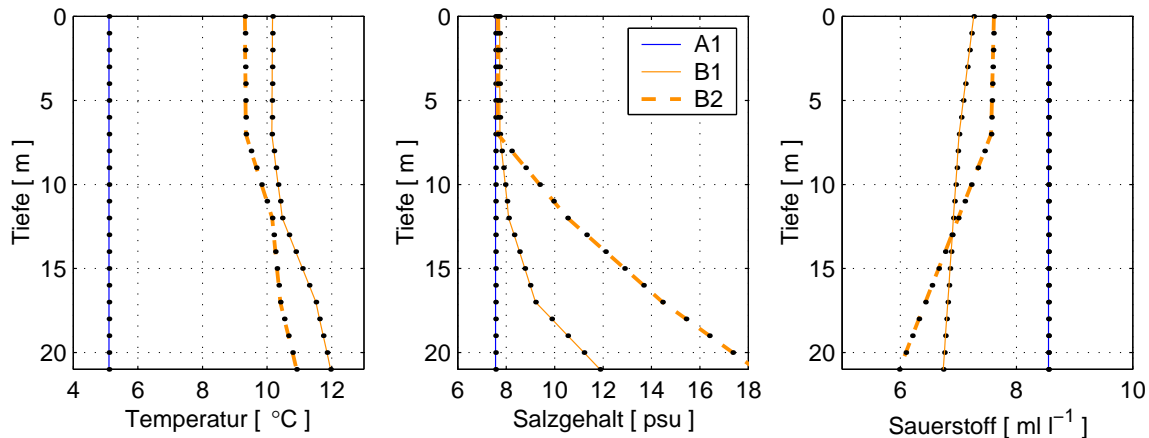 0
5
10
15
20
Tiefe [ m ]
4 6 8 10 12
Temperatur [ °C ]
0
5
10
15
20
Tiefe [ m ]
A1
B1
B2
6 8 10 12 14 16 18
Salzgehalt [ psu ]
0
5
10
15
20
Tiefe [ m ]
6 8 10
Sauerstoff [ ml l⁻¹ ]